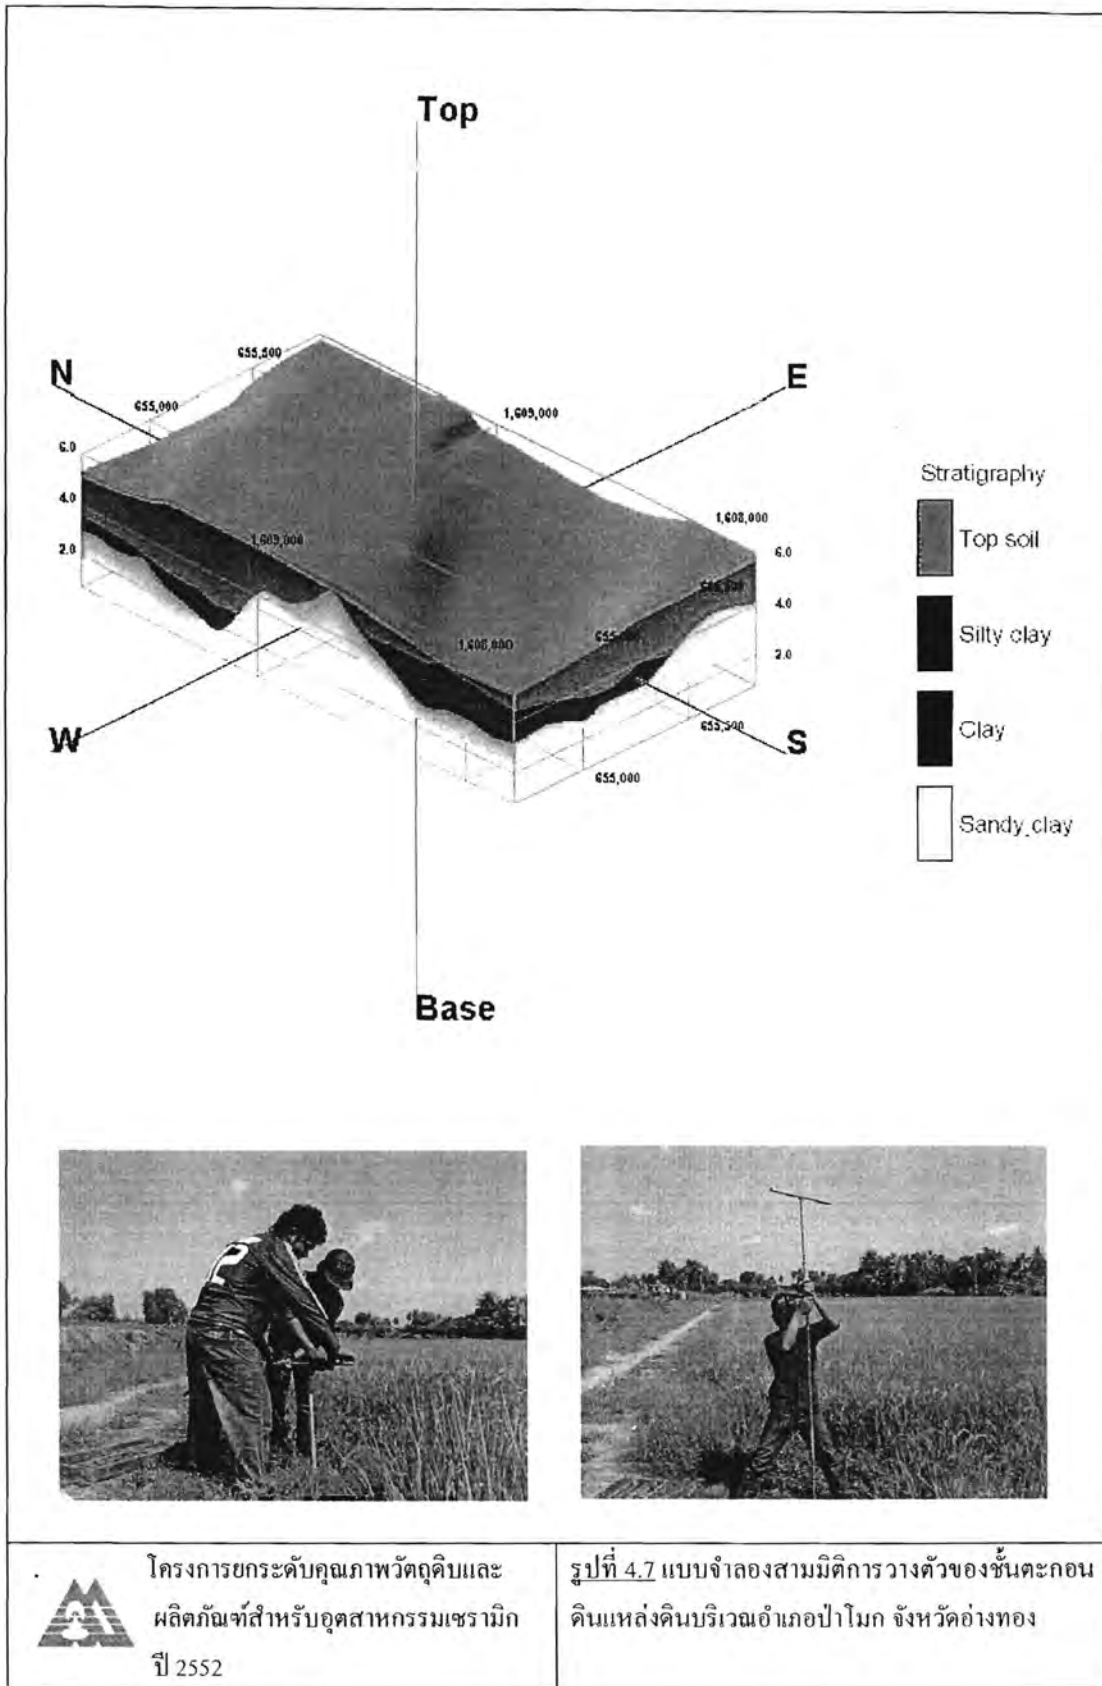 Top
N
655,500
E
655,000
1,609,000
6.0
Stratigraphy
4.0
1,608,000
2.0
1,609,000
6.0
Top soil
4.0
1,608,000
Silty clay
2.0
W
655,500
S
Clay
655,000
Sandy_clay
Base
12
โครงการยกระดับคุณภาพวัตถุดิบและ
ผลิตภัณฑ์สำหรับอุตสาหกรรมเซรามิก
ปี 2552
รูปที่ 4.7 แบบจำลองสามมิติการวางตัวของชั้นตะกอน
ดินแหล่งดินบริเวณอำเภอป่าโมก จังหวัดอ่างทอง